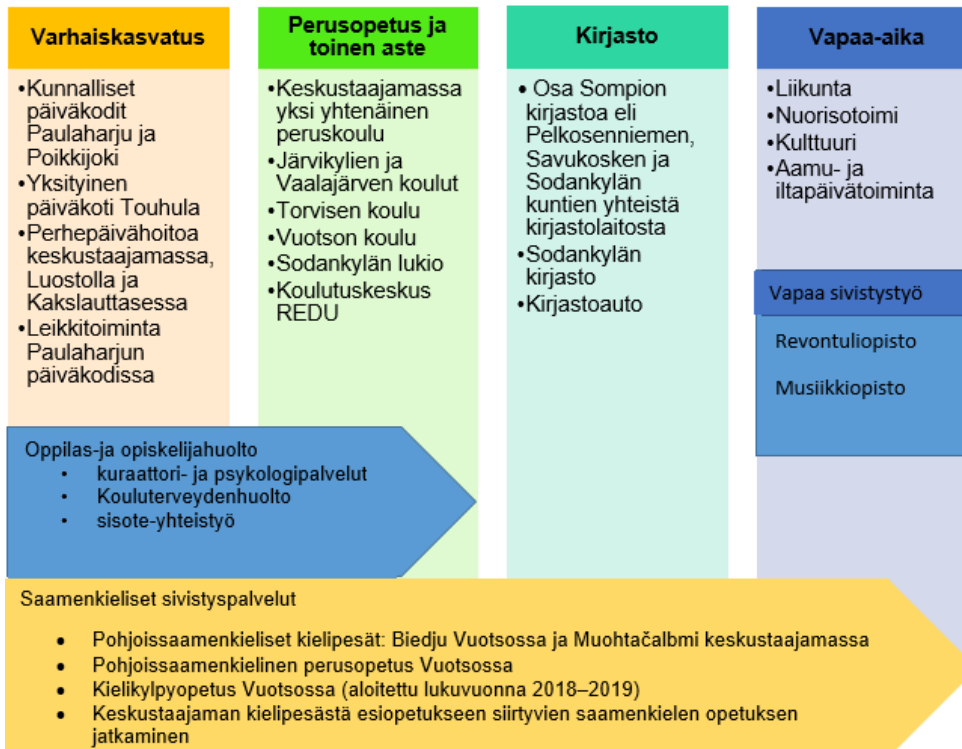 Varhaiskasvatus
•Kunnalliset
päiväkodit
Paulaharju ja
Poikkijoki
•Yksityinen
päiväkoti Touhula
•Perhepäivähoitoa
keskustaajamassa,
Luostolla ja
Kakslauttasessa
•Leikkitoiminta
Paulaharjun
päiväkodissa
Perusopetus ja
toinen aste
•Keskustaajamassa
yksi yhtenäinen
peruskoulu
•Järvikylien ja
Vaalajärven koulut
•Torvisen koulu
•Vuotson koulu
•Sodankylän lukio
•Koulutuskeskus
REDU
Kirjasto
• Osa Sompion
kirjastoa eli
Pelkosenniemen,
Savukosken ja
Sodankylän
kuntien yhteistä
kirjastolaitosta
•Sodankylän
kirjasto
•Kirjastoauto
Vapaa-aika
•Liikunta
•Nuorisotoimi
•Kulttuuri
•Aamu- ja
iltapäivätoiminta
Vapaa sivistystyö
Revontuliopisto
Musiikkiopisto
Oppilas-ja opiskelijahuolto
• kuraattori- ja psykologipalvelut
• Kouluterveydenhuolto
• sisote-yhteistyö
Saamenkieliset sivistyspalvelut
• Pohjoissaamenkieliset kielipesät: Biedju Vuotsossa ja Muohtačalbmi keskustaajamassa
• Pohjoissaamenkielinen perusopetus Vuotsossa
• Kielikylpyopetus Vuotsossa (aloitettu lukuvuonna 2018–2019)
• Keskustaajaman kielipesästä esiopetukseen siirtyvien saamenkielen opetuksen
jatkaminen